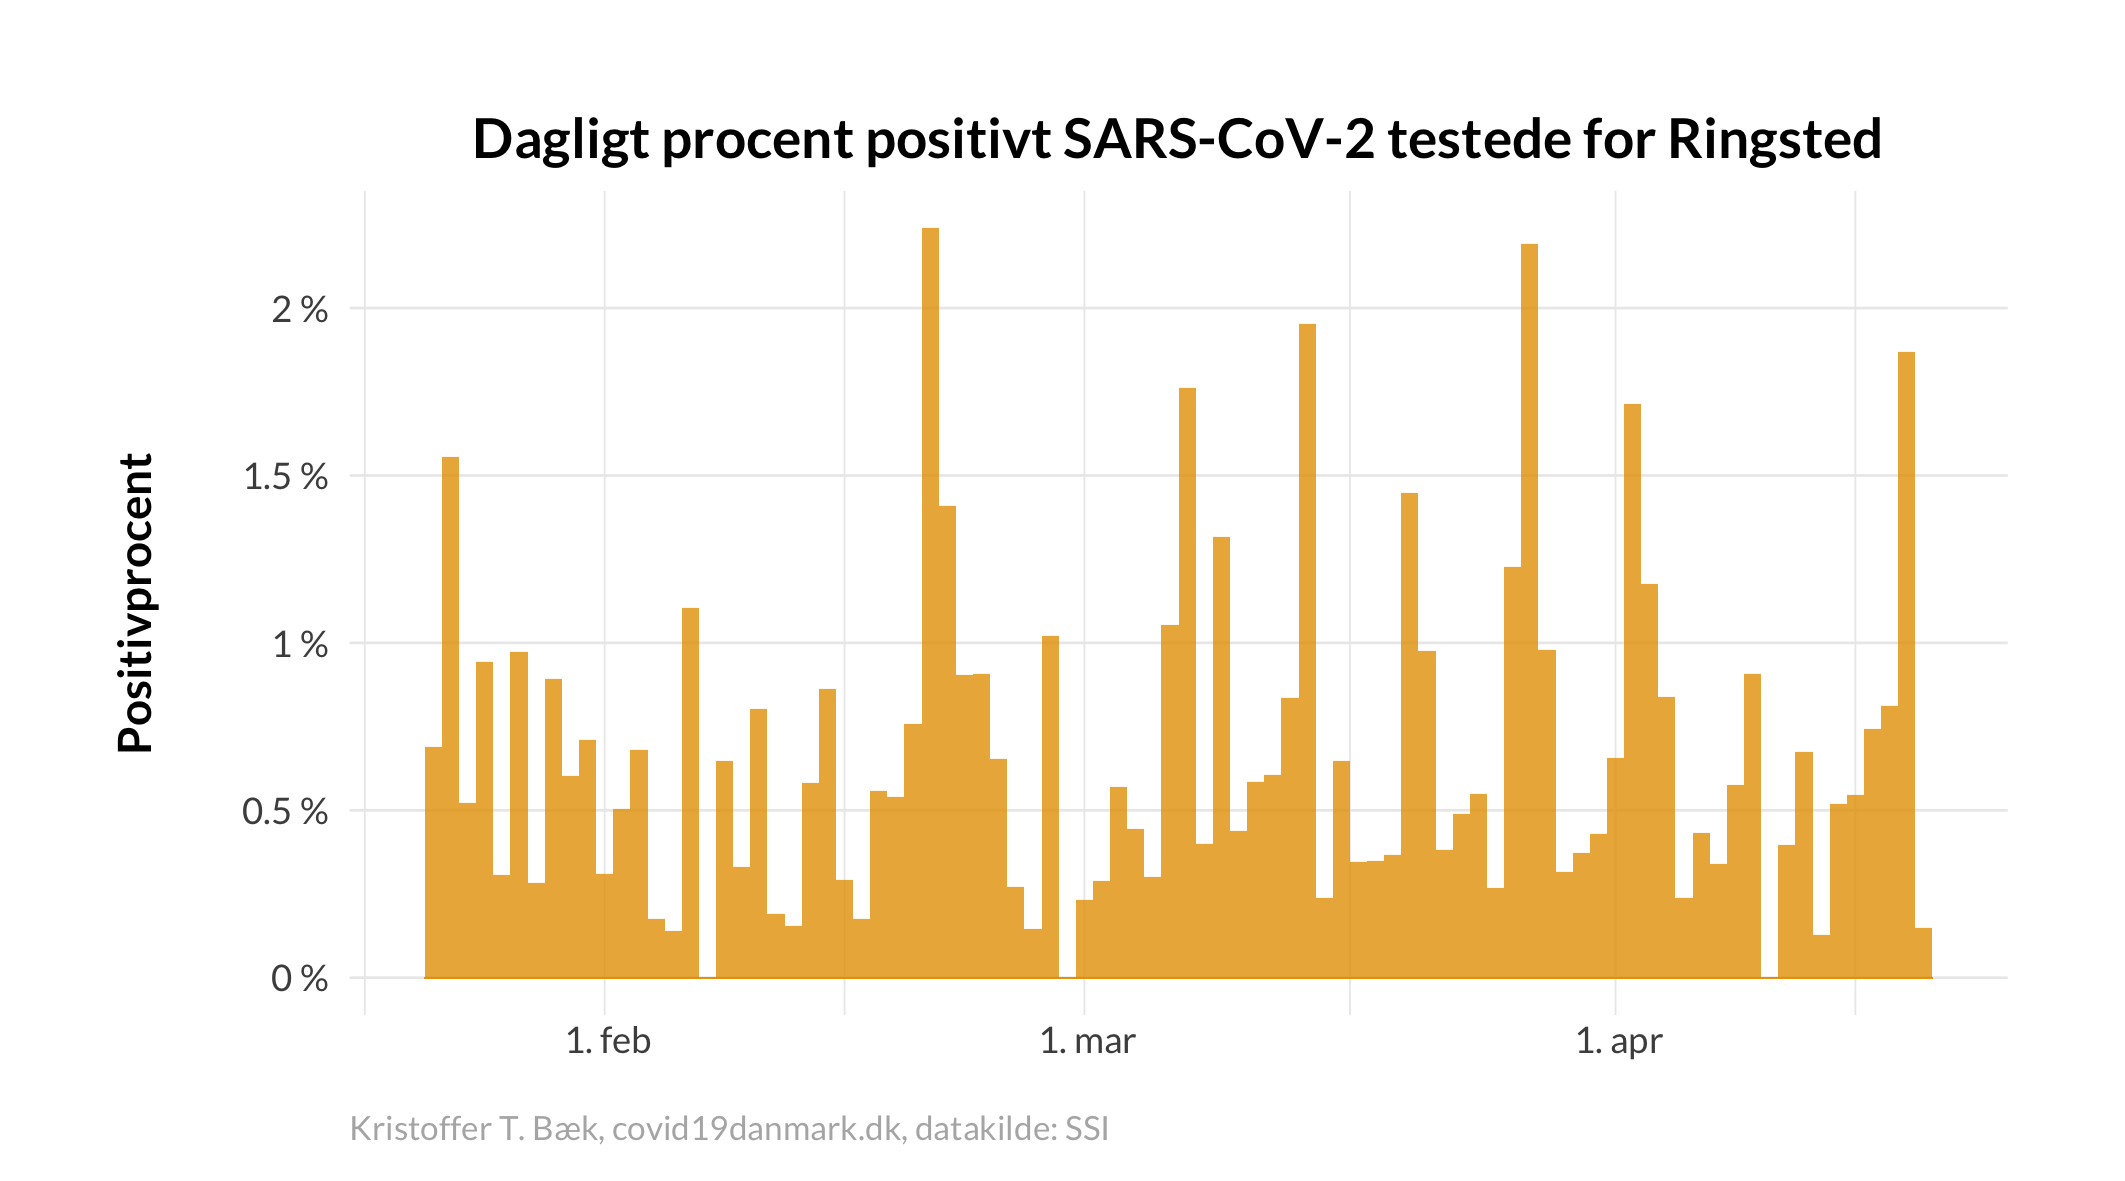 Dagligt procent positivt SARS-CoV-2 testede for Ringsted
Positivprocent
2 %
1.5 %
1 %
0.5 %
0 %
1. feb
1. mar
1. apr
Kristoffer T. Bæk, covid19danmark.dk, datakilde: SSI